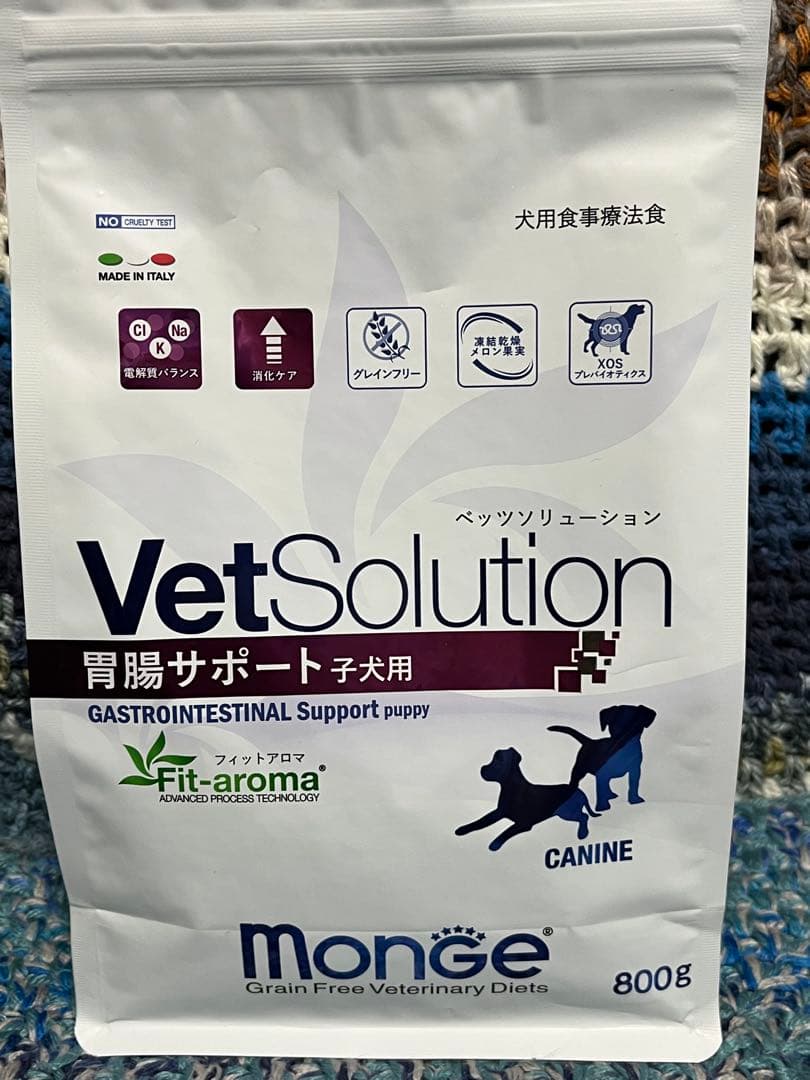 NO CRUELTY TEST
犬用食事療法食
MADE IN ITALY
Cl Na
K
電解質バランス
消化ケア
グレインフリー
凍結乾燥
メロン果実
XOS
プレバイオティクス
ベッツソリューション
VetSolution
胃腸サポート 子犬用
GASTROINTESTINAL Support puppy
フィットアロマ
Fit-aroma®
ADVANCED PROCESS TECHNOLOGY
CANINE
monGe®
Grain Free Veterinary Diets
800g